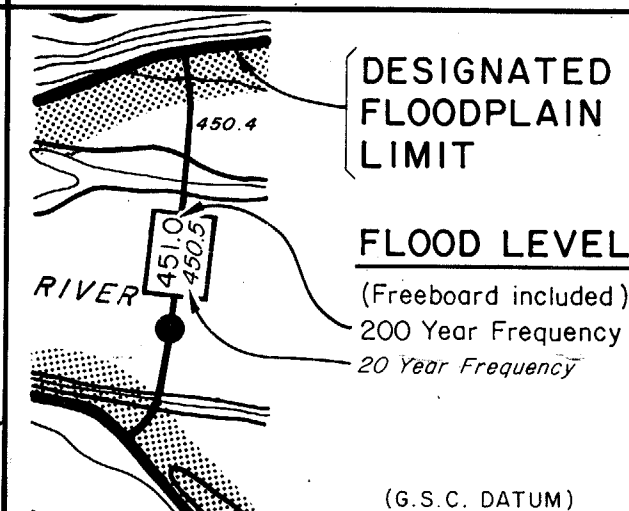 DESIGNATED
FLOODPLAIN
LIMIT
450.4
451.0
450.5
FLOOD LEVEL
(Freeboard included)
RIVER
200 Year Frequency
20 Year Frequency
(G.S.C. DATUM)